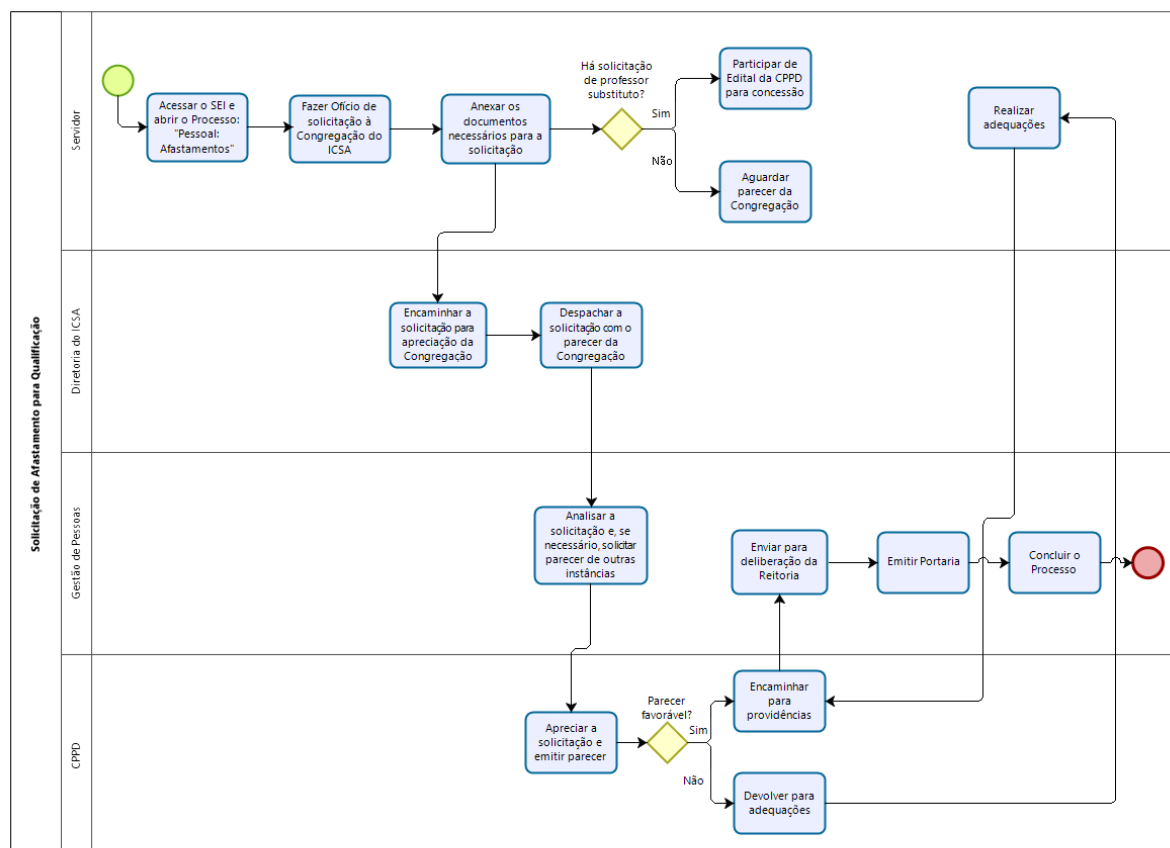 Solicitação de Afastamento para Qualificação
Servidor
Acessar o SEI e
abrir o Processo:
"Pessoal:
Afastamentos"
Fazer Ofício de
solicitação à
Congregação do
ICSA
Anexar os
documentos
necessários para a
solicitação
Há solicitação
de professor
substituto?
Sim
Não
Participar de
Edital da CPPD
para concessão
Aguardar
parecer da
Congregação
Realizar
adequações
Diretoria do ICSA
Encaminhar a
solicitação para
apreciação da
Congregação
Despachar a
solicitação com o
parecer da
Congregação
Gestão de Pessoas
Analisar a
solicitação e, se
necessário, solicitar
parecer de outras
instâncias
Enviar para
deliberação da
Reitoria
Emitir Portaria
Concluir o
Processo
CPPD
Apreciar a
solicitação e
emitir parecer
Parecer
favorável?
Sim
Não
Encaminhar
para
providências
Devolver para
adequações